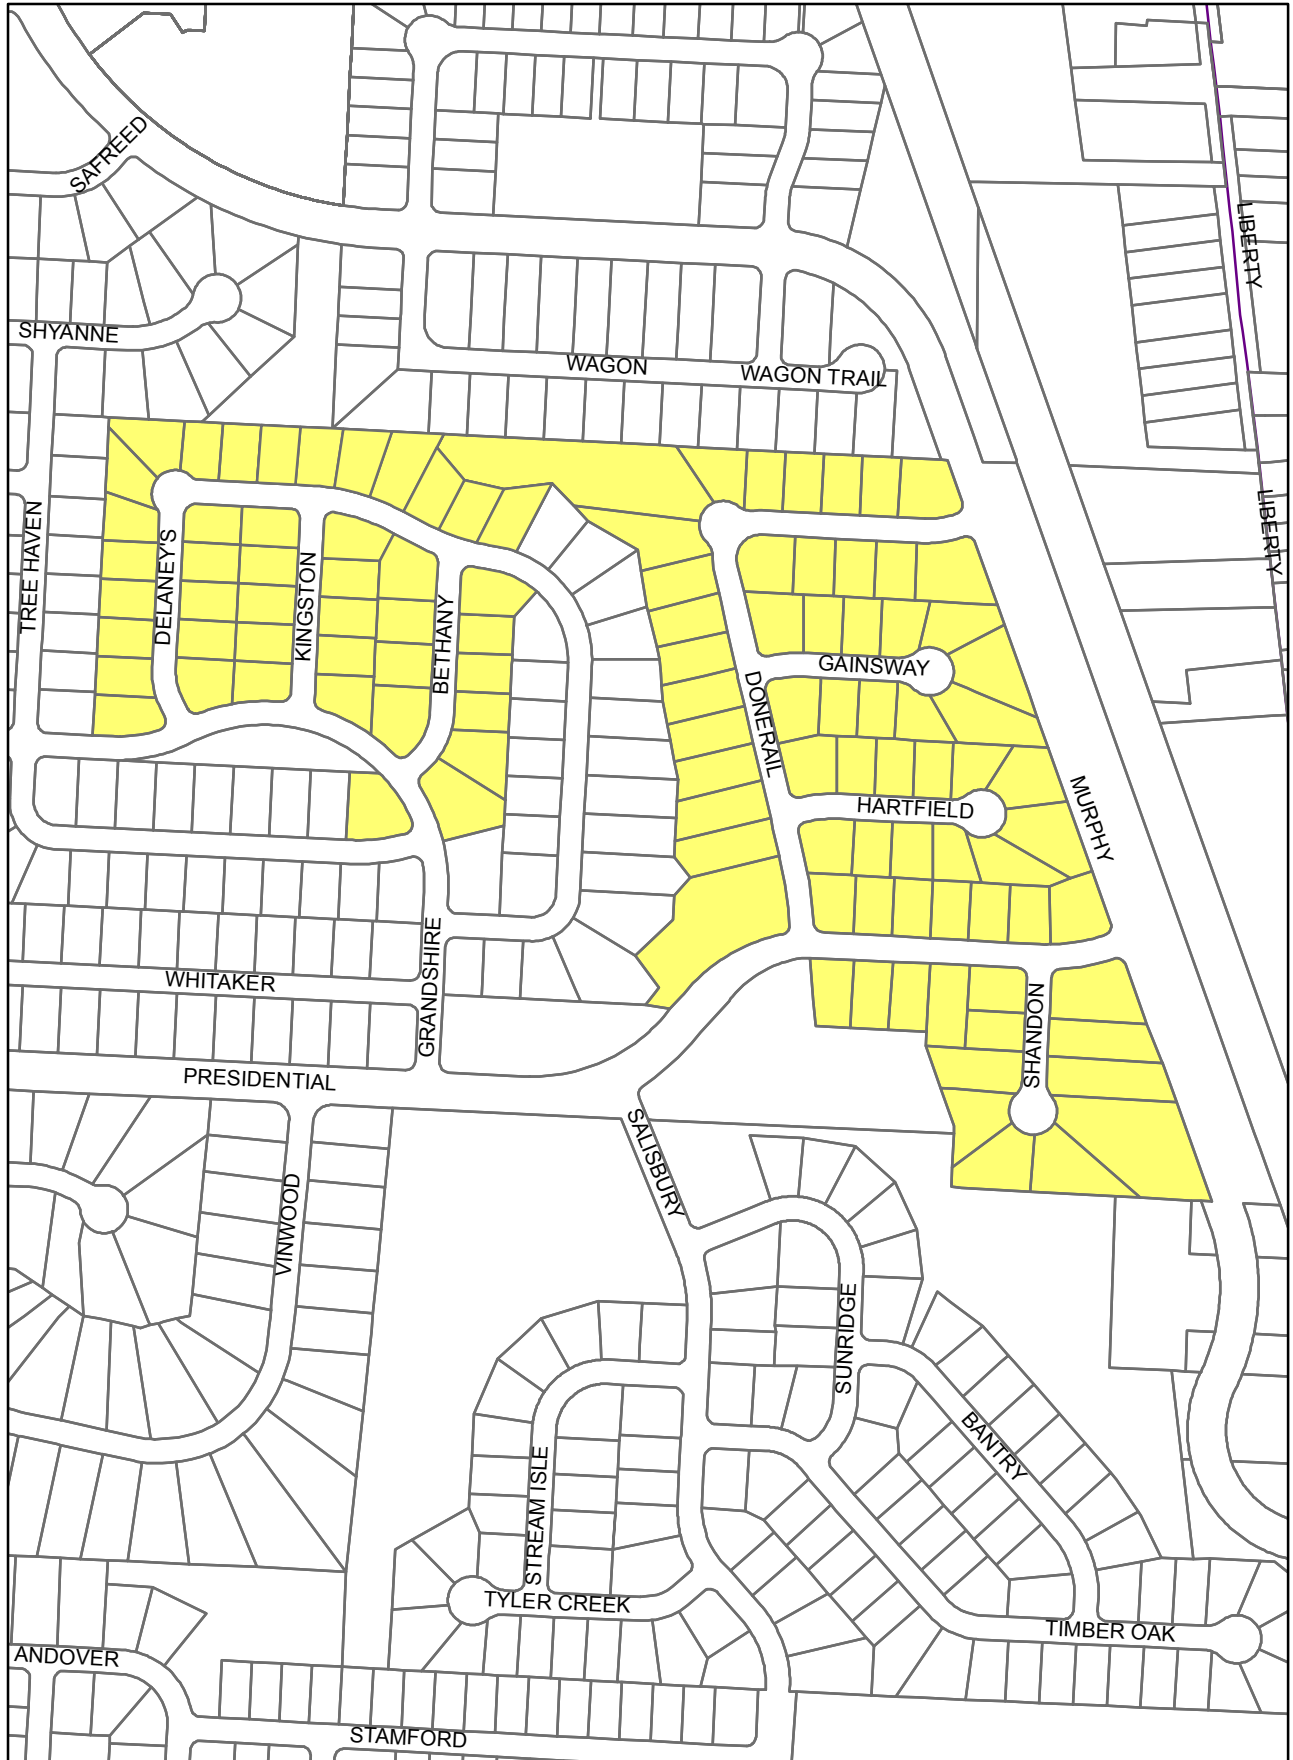 SAFREED
LIBERTY
SHYANNE
WAGON
WAGON TRAIL
LIBERTY
TREE HAVEN
DELANEY'S
KINGSTON
BETHANY
GAINSWAY
DONERAIL
HARTFIELD
MURPHY
WHITAKER
GRANDSHIRE
SHANDON
PRESIDENTIAL
SALISBURY
VINWOOD
SUNRIDGE
BANTRY
STREAM ISLE
TYLER CREEK
TIMBER OAK
ANDOVER
STAMFORD